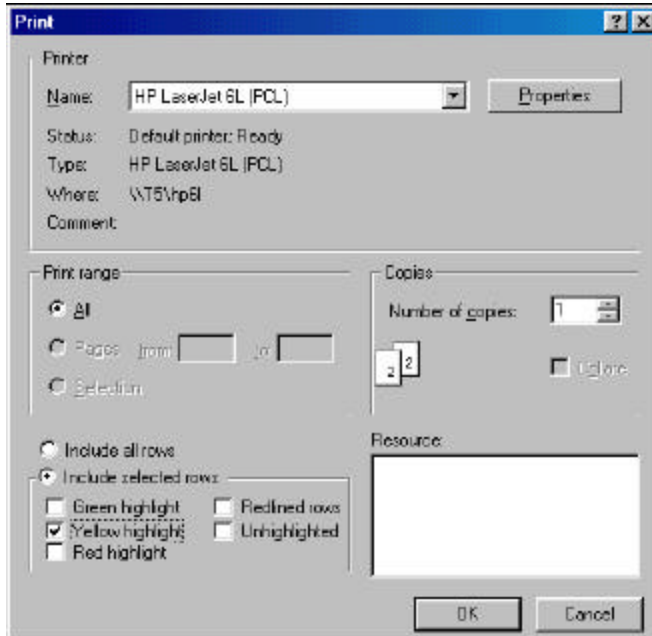 Print
Printer
Name: HP LaserJet 6L (PCL) Properties
Status: Default printer; Ready
Type: HP LaserJet 6L (PCL)
Where: \\T5\hp6l
Comment:
Print range
All
Pages from to
Selection
Copies
Number of copies: 1
2 2
Collate
Include all rows
Include selected rows
Green highlight Redlined rows
Yellow highlight Unhighlighted
Red highlight
Resource:
OK Cancel